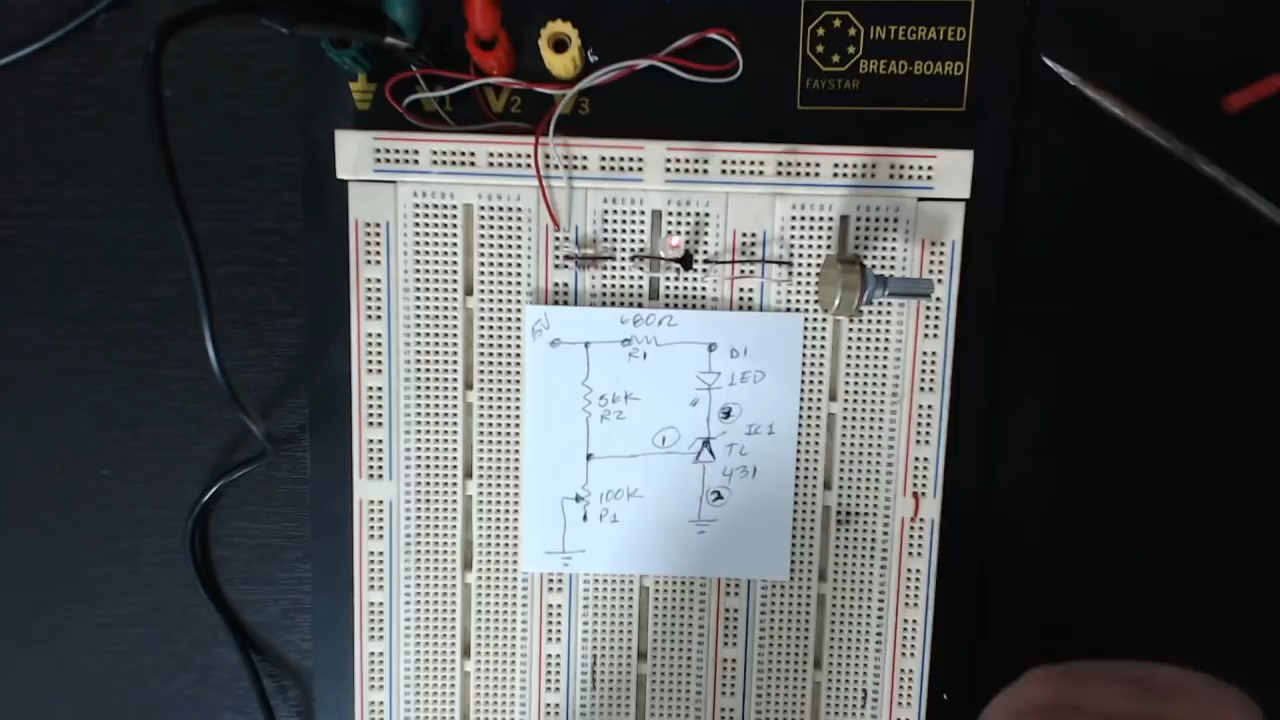 INTEGRATED
BREAD-BOARD
FAYSTAR
V1 V2 V3
A B C D E F G H I J A B C D E F G H I J A B C D E F G H I J
5V
680Ω
R1
D1
LED
56K
R2
3
1
IC1
TL
431
100K
P1
2